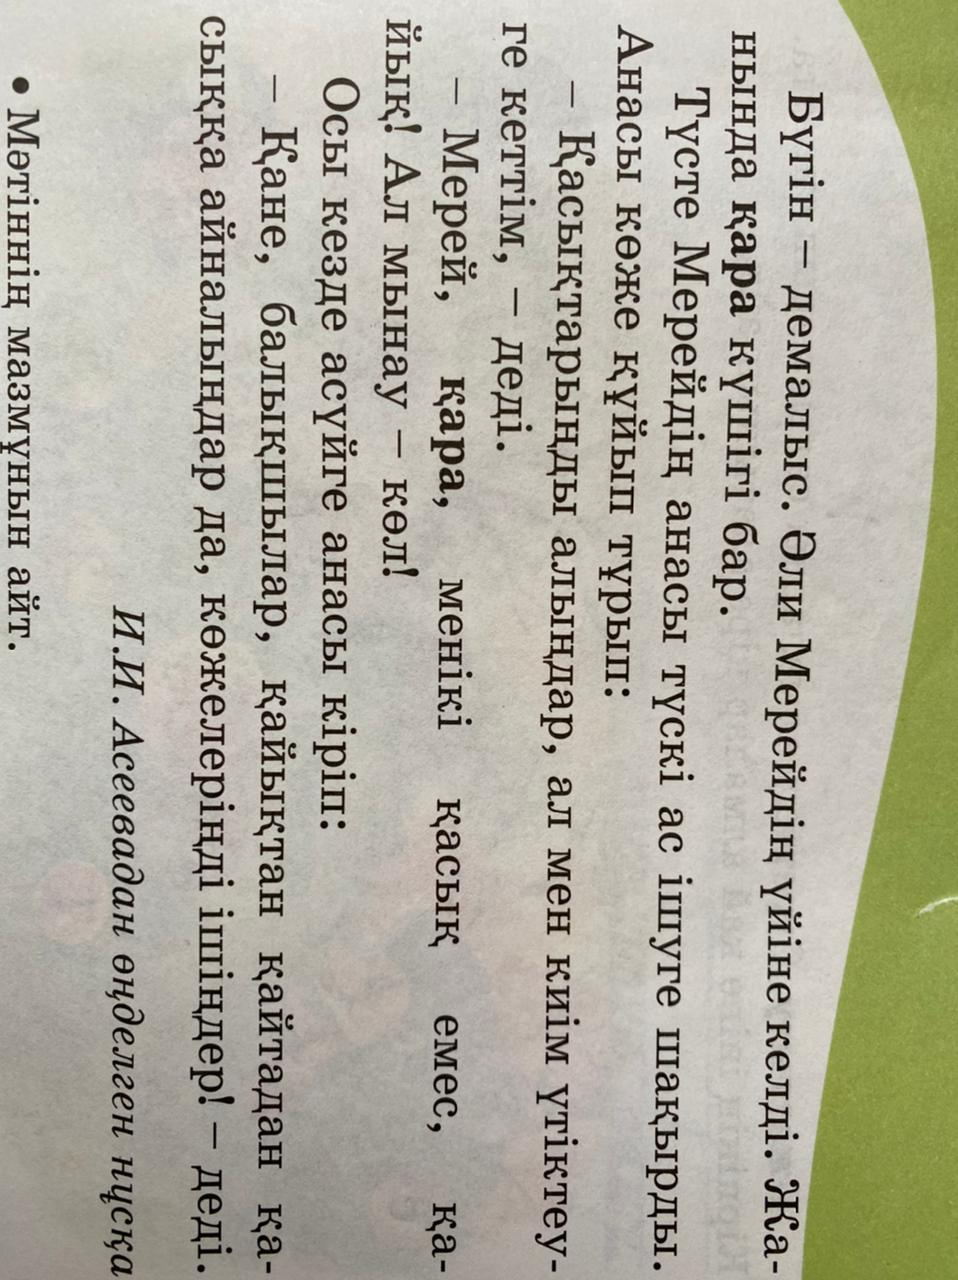 Бүгін – демалыс. Әли Мерейдің үйіне келді. Жа-
нында қара күшігі бар.
Түсте Мерейдің анасы түскі ас ішуге шақырды.
Анасы көже құйып тұрып:
– Қасықтарыңды алыңдар, ал мен киім үтіктеу-
ге кеттім, – деді.
– Мерей, қара, менікі қасық емес, қа-
йық! Ал мынау – көл!
Осы кезде асүйге анасы кіріп:
– Қане, балықшылар, қайықтан қайтадан қа-
сыққа айналыңдар да, көжелеріңді ішіңдер! – деді.
И.И. Асеевадан өңделген нұсқа
• Мәтіннің мазмұнын айт.